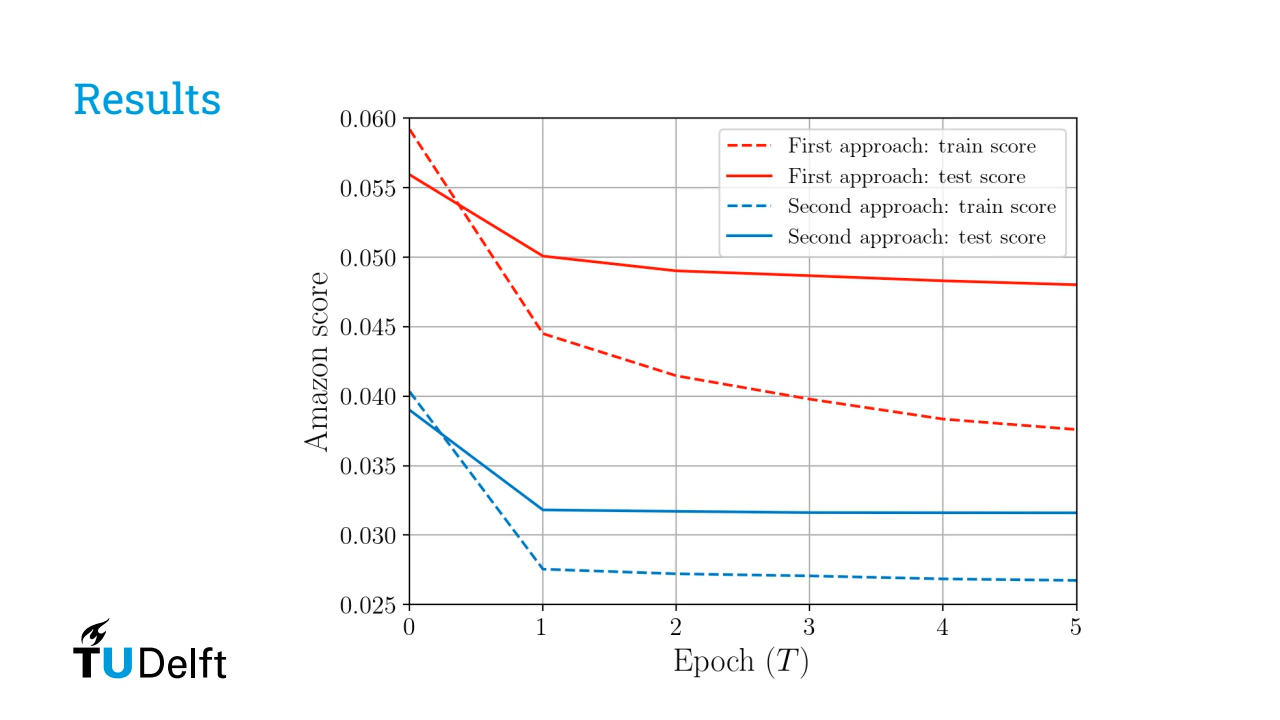 Results
0.060
0.055
0.050
0.045
0.040
0.035
0.030
0.025
Amazon score
First approach: train score
First approach: test score
Second approach: train score
Second approach: test score
0 1 2 3 4 5
Epoch (T)
TU Delft